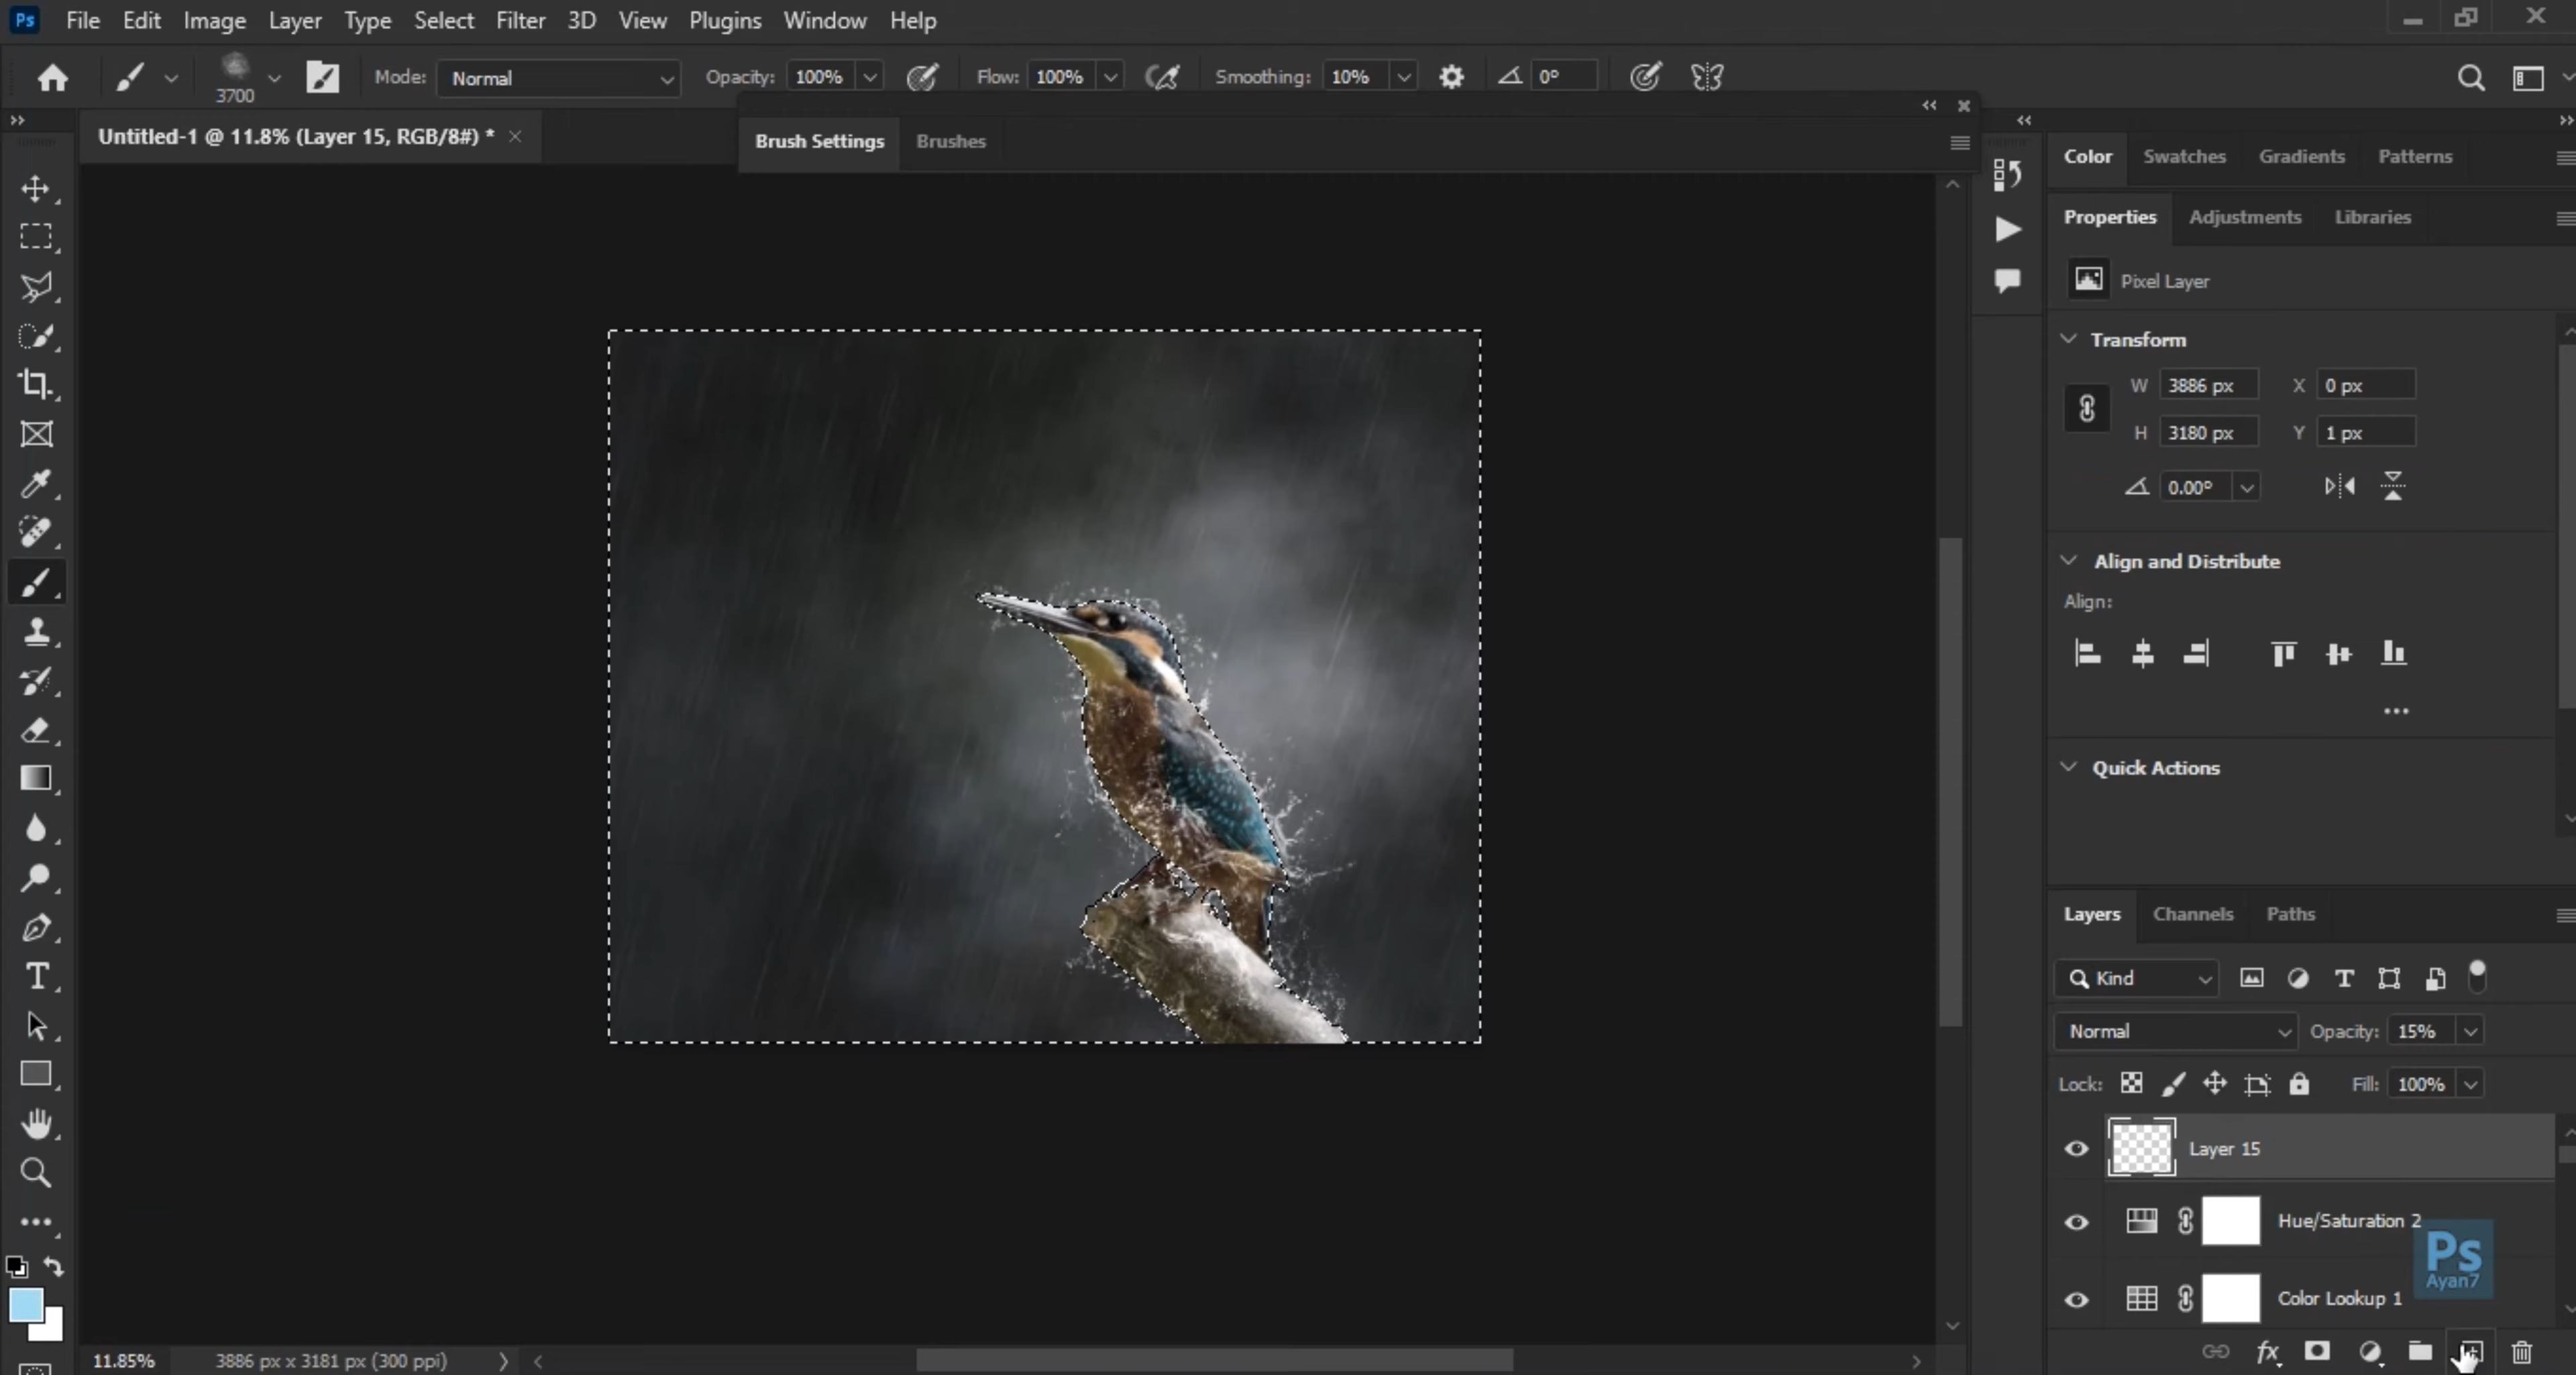 Ps File Edit Image Layer Type Select Filter 3D View Plugins Window Help
3700 Mode: Normal Opacity: 100% Flow: 100% Smoothing: 10% 0°
Untitled-1 @ 11.8% (Layer 15, RGB/8#) *
Brush Settings Brushes
Color Swatches Gradients Patterns
Properties Adjustments Libraries
Pixel Layer
Transform
W 3886 px X 0 px
H 3180 px Y 1 px
0.00°
Align and Distribute
Align:
Quick Actions
Layers Channels Paths
Kind
Normal Opacity: 15%
Lock: Fill: 100%
Layer 15
Hue/Saturation 2
Ps
Ayan7
Color Lookup 1
11.85% 3886 px x 3181 px (300 ppi)